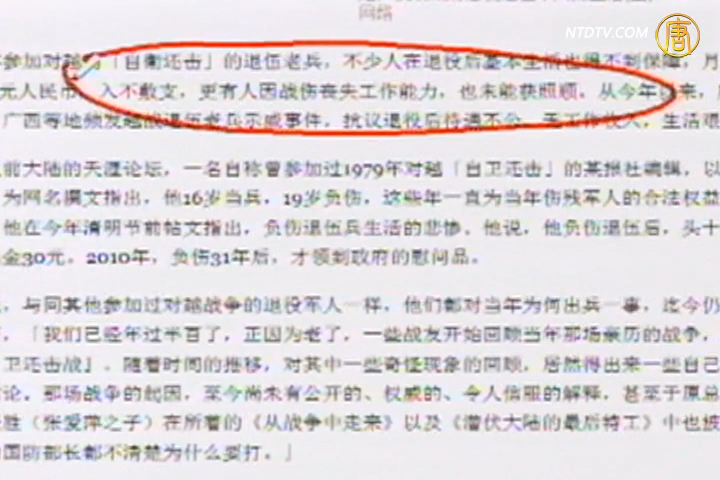 网络
NTDTV.COM
唐
参加对越「自衛还击」的退伍老兵，不少人在退役后基本生活也得不到保障，月
元人民币，入不敷支，更有人因战伤丧失工作能力，也未能获照顾，从今年以来，
广西等地频发越战退伍老兵示威事件，抗议退役后待遇不公、无工作收入，生活艰
前大陆的天涯论坛，一名自称曾参加过1979年对越「自卫还击」的某报社编辑，以
为网名撰文指出，他16岁当兵，19岁负伤，这些年一直为当年伤残军人的合法权益
他在今年清明节能帖文指出，负伤退伍兵生活的悲惨。他说，他负伤退伍后，头十
金30元，2010年，负伤31年后，才领到政府的慰问品。
，与同其他参加过对越战争的退役军人一样，他们都对当年为何出兵一事，迄今仍
，「我们已经年过半百了，正因为老了，一些战友开始回顾当年那场亲历的战争，
卫还击战』。随着时间的推移，对其中一些奇怪现象的回顾，居然得出来一些自己
论。那场战争的起因，至今尚未有公开的、权威的、令人信服的解释，甚至于原总
胜（张爱萍之子）在所着的《从战争中走来》以及《潜伏大陆的最后特工》中也披
国防部长都不清楚为什么要打。」